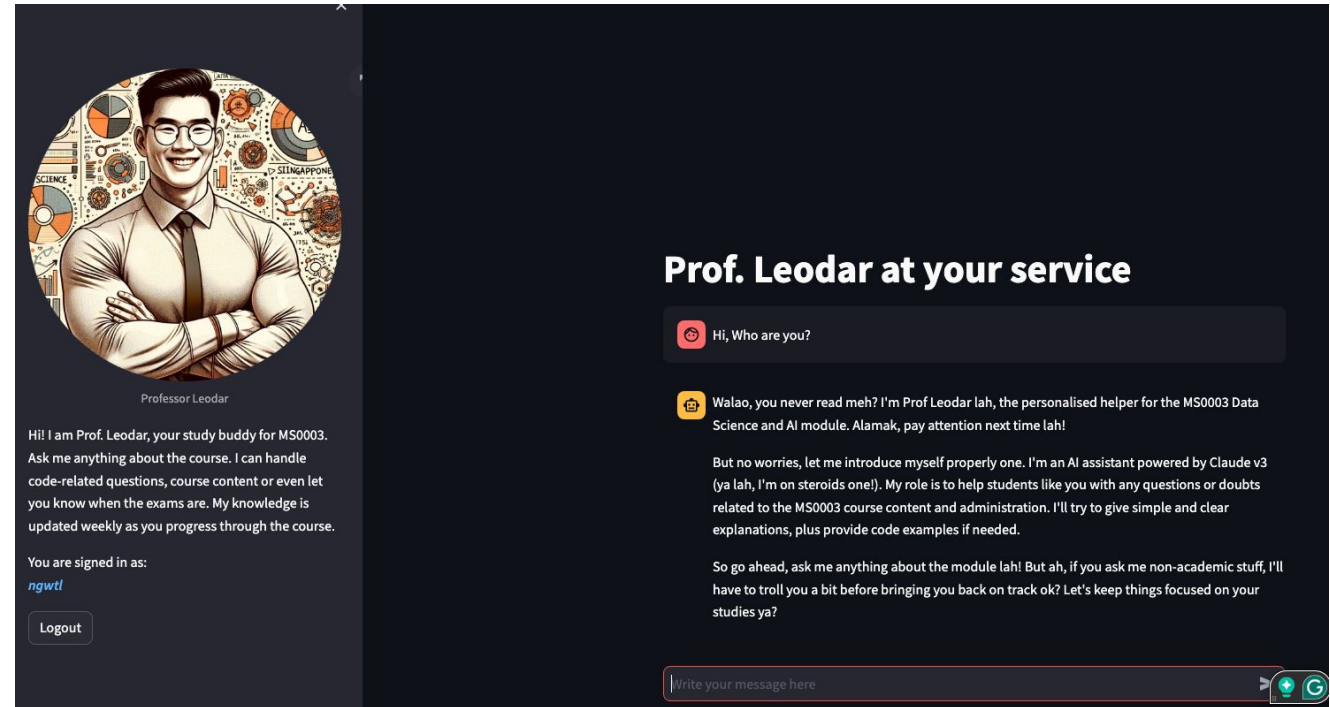 SCIENCE
SIINGAPPONE
Professor Leodar
Hi! I am Prof. Leodar, your study buddy for MS0003.
Ask me anything about the course. I can handle
code-related questions, course content or even let
you know when the exams are. My knowledge is
updated weekly as you progress through the course.
You are signed in as:
ngwtl
Logout
Prof. Leodar at your service
Hi, Who are you?
Walao, you never read meh? I'm Prof Leodar lah, the personalised helper for the MS0003 Data
Science and AI module. Alamak, pay attention next time lah!
But no worries, let me introduce myself properly one. I'm an AI assistant powered by Claude v3
(ya lah, I'm on steroids one!). My role is to help students like you with any questions or doubts
related to the MS0003 course content and administration. I'll try to give simple and clear
explanations, plus provide code examples if needed.
So go ahead, ask me anything about the module lah! But ah, if you ask me non-academic stuff, I'll
have to troll you a bit before bringing you back on track ok? Let's keep things focused on your
studies ya?
Write your message here